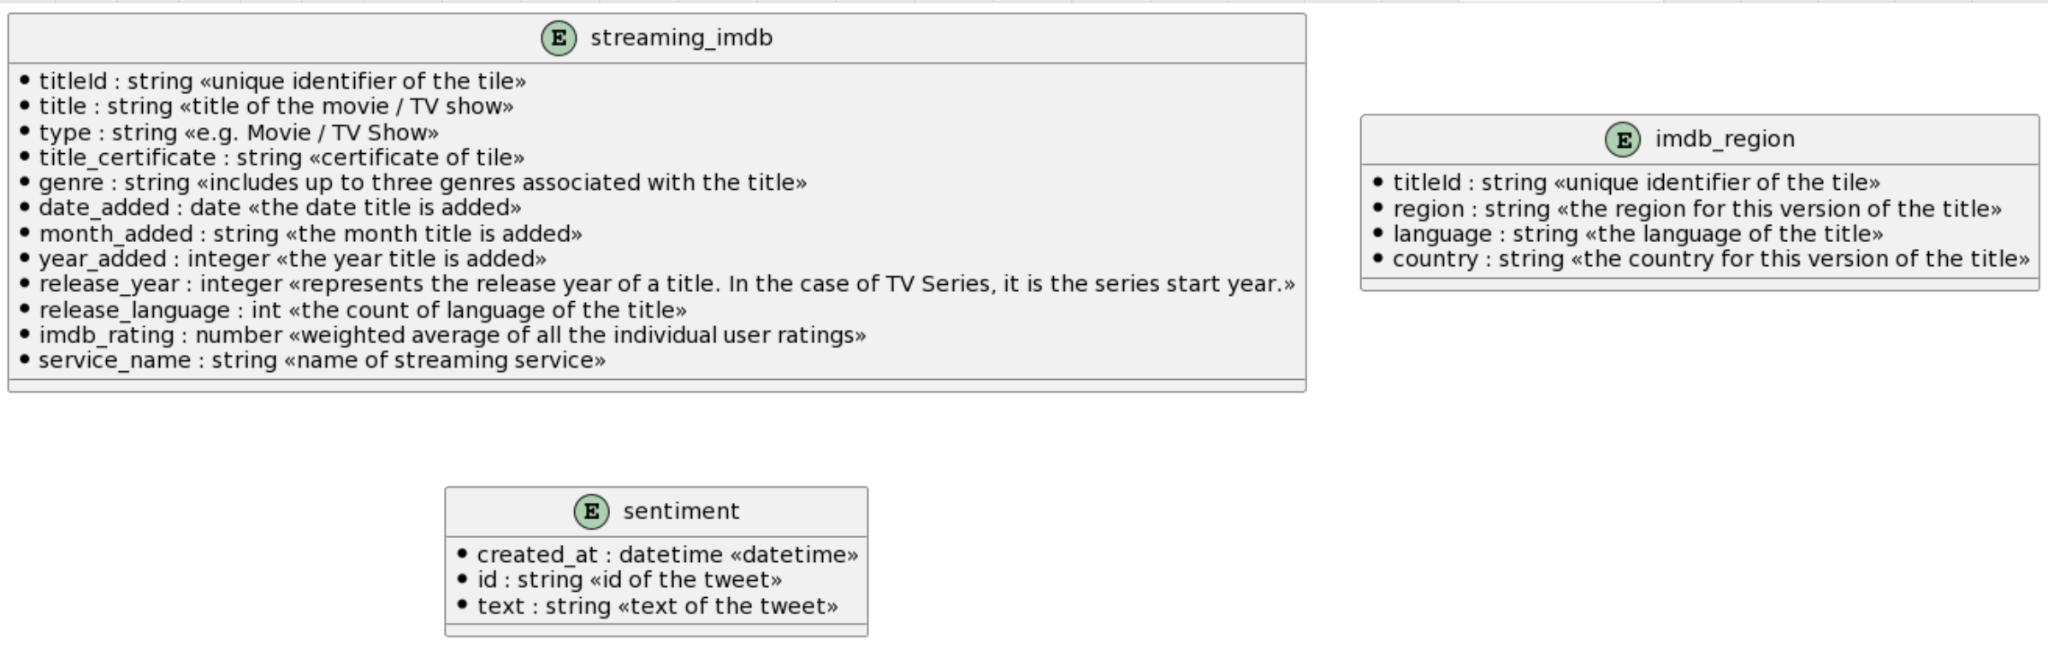 E streaming_imdb
• titleId : string «unique identifier of the tile»
• title : string «title of the movie / TV show»
• type : string «e.g. Movie / TV Show»
• title_certificate : string «certificate of tile»
• genre : string «includes up to three genres associated with the title»
• date_added : date «the date title is added»
• month_added : string «the month title is added»
• year_added : integer «the year title is added»
• release_year : integer «represents the release year of a title. In the case of TV Series, it is the series start year.»
• release_language : int «the count of language of the title»
• imdb_rating : number «weighted average of all the individual user ratings»
• service_name : string «name of streaming service»
E imdb_region
• titleId : string «unique identifier of the tile»
• region : string «the region for this version of the title»
• language : string «the language of the title»
• country : string «the country for this version of the title»
E sentiment
• created_at : datetime «datetime»
• id : string «id of the tweet»
• text : string «text of the tweet»